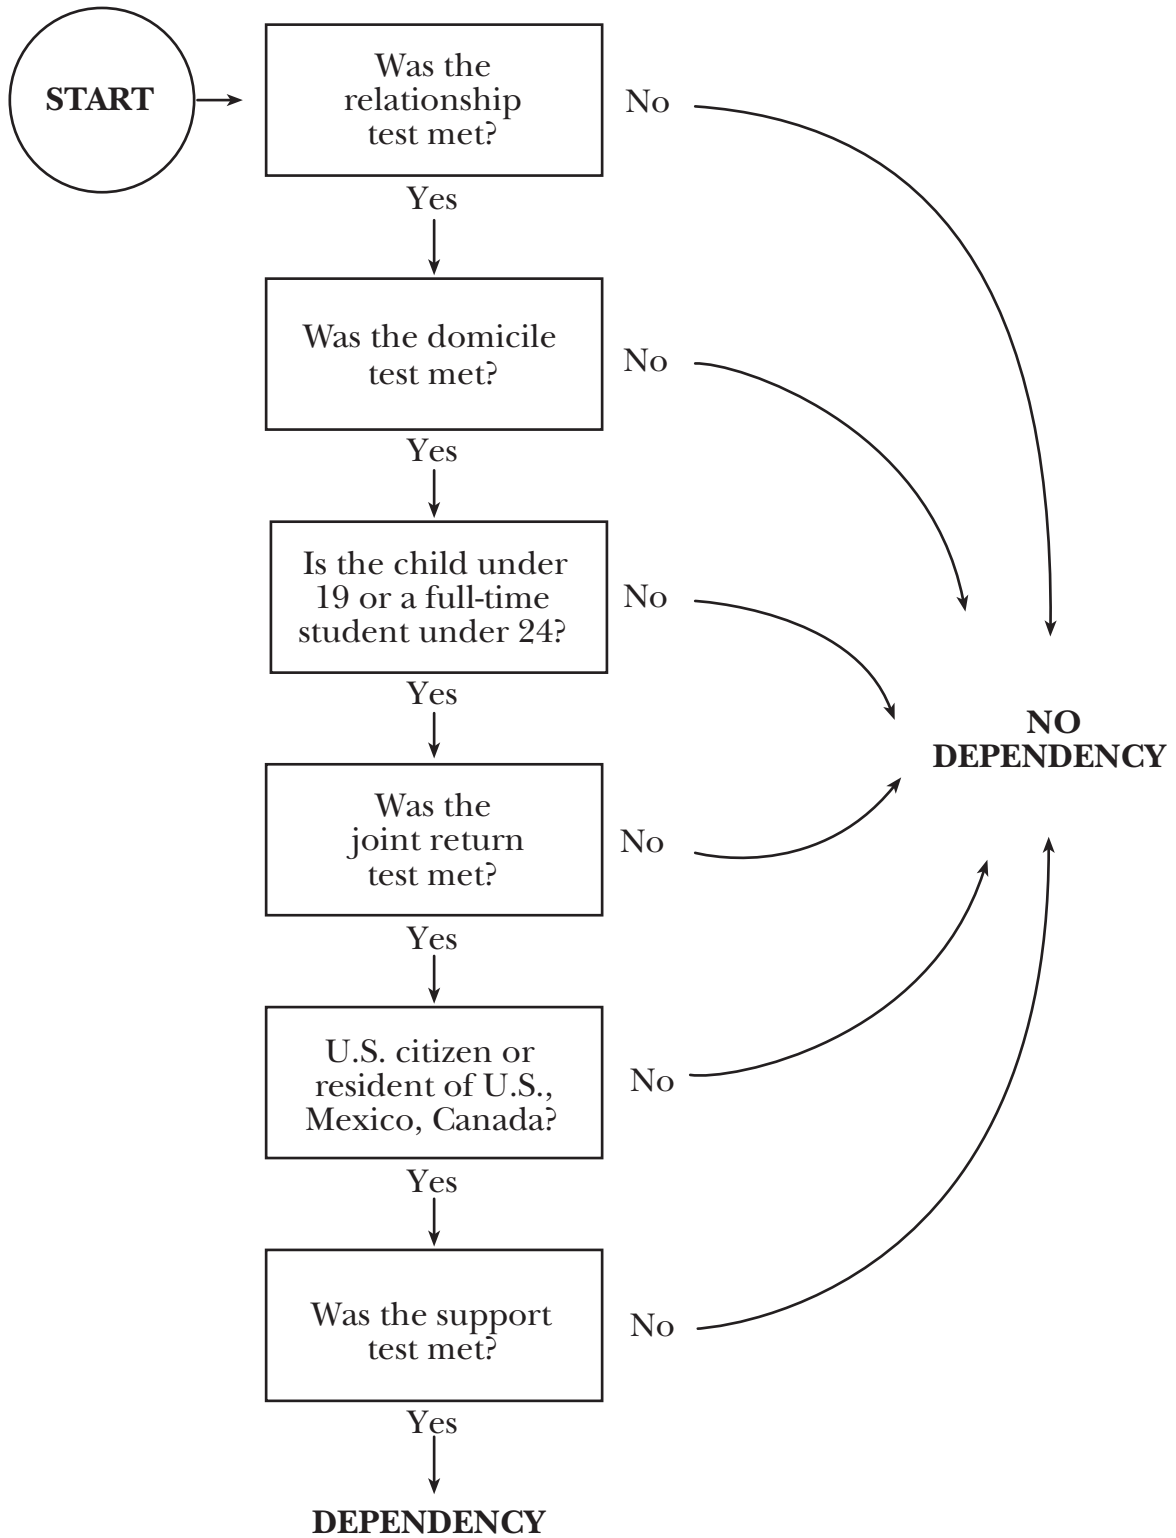 START
Was the
relationship
test met?
No
Yes
Was the domicile
test met?
No
Yes
Is the child under
19 or a full-time
student under 24?
No
Yes
NO
DEPENDENCY
Was the
joint return
test met?
No
Yes
U.S. citizen or
resident of U.S.,
Mexico, Canada?
No
Yes
Was the support
test met?
No
Yes
DEPENDENCY